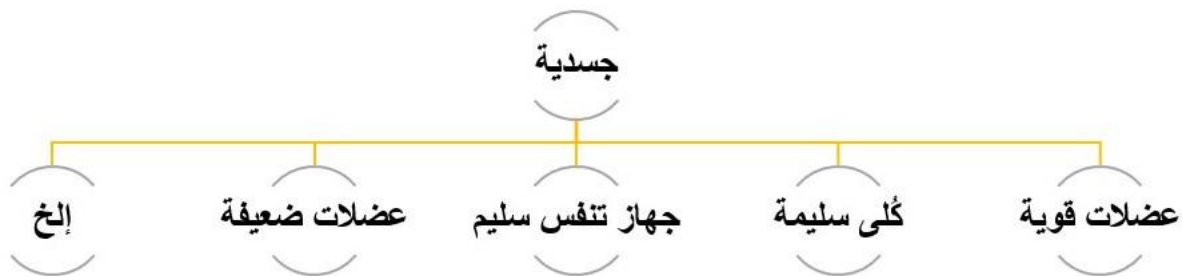 جسدية
عضلات قوية
كُلى سليمة
جهاز تنفس سليم
عضلات ضعيفة
إلخ